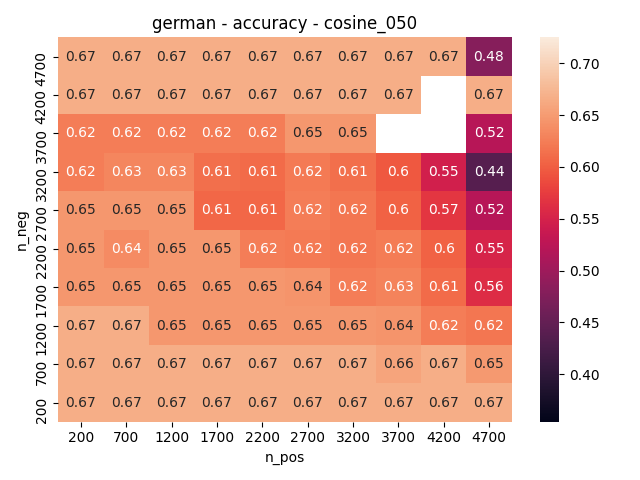 german - accuracy - cosine_050
4700 0.67 0.67 0.67 0.67 0.67 0.67 0.67 0.67 0.67 0.48
4200 0.67 0.67 0.67 0.67 0.67 0.67 0.67 0.67 0.67
3700 0.62 0.62 0.62 0.62 0.62 0.65 0.65 0.52
3200 0.62 0.63 0.63 0.61 0.61 0.62 0.61 0.6 0.55 0.44
2700 0.65 0.65 0.65 0.61 0.61 0.62 0.62 0.6 0.57 0.52
2200 0.65 0.64 0.65 0.65 0.62 0.62 0.62 0.62 0.6 0.55
1700 0.65 0.65 0.65 0.65 0.65 0.64 0.62 0.63 0.61 0.56
1200 0.67 0.67 0.65 0.65 0.65 0.65 0.65 0.64 0.62 0.62
700 0.67 0.67 0.67 0.67 0.67 0.67 0.67 0.66 0.67 0.65
200 0.67 0.67 0.67 0.67 0.67 0.67 0.67 0.67 0.67 0.67
200 700 1200 1700 2200 2700 3200 3700 4200 4700
n_pos
n_neg
0.70
0.65
0.60
0.55
0.50
0.45
0.40